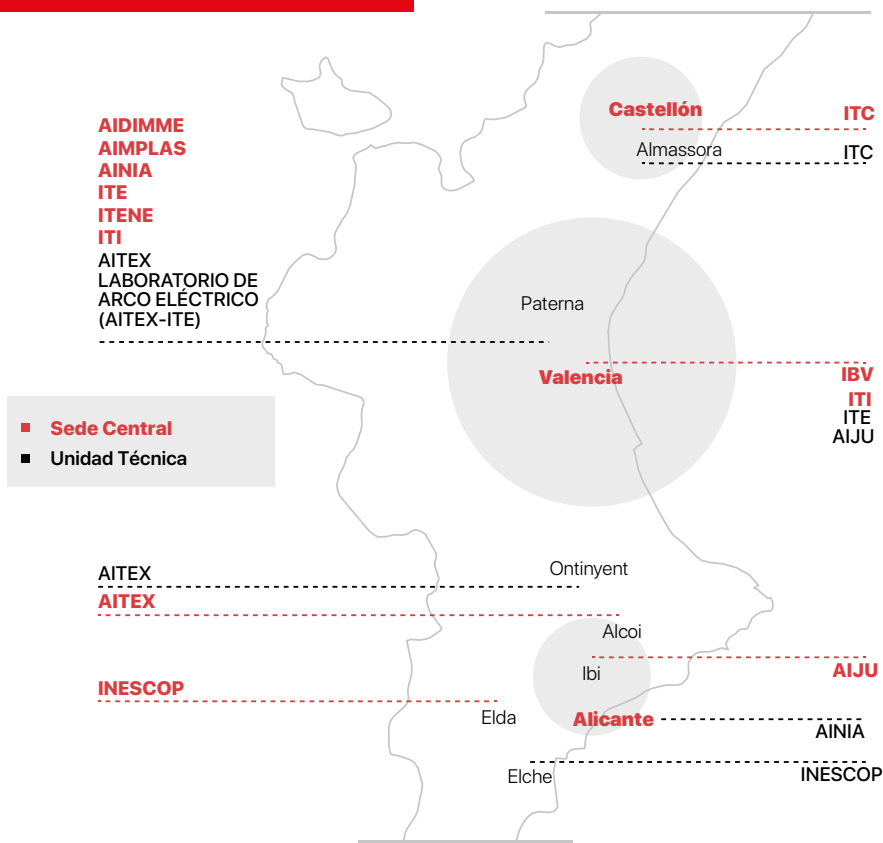 Castellón
ITC
Almassora
ITC
AIDIMME
AIMPLAS
AINIA
ITE
ITENE
ITI
AITEX
LABORATORIO DE
ARCO ELÉCTRICO
(AITEX-ITE)
Paterna
Valencia
IBV
ITI
ITE
AIJU
Sede Central
Unidad Técnica
AITEX
Ontinyent
AITEX
Alcoi
Ibi
AIJU
INESCOP
Elda
Alicante
AINIA
Elche
INESCOP